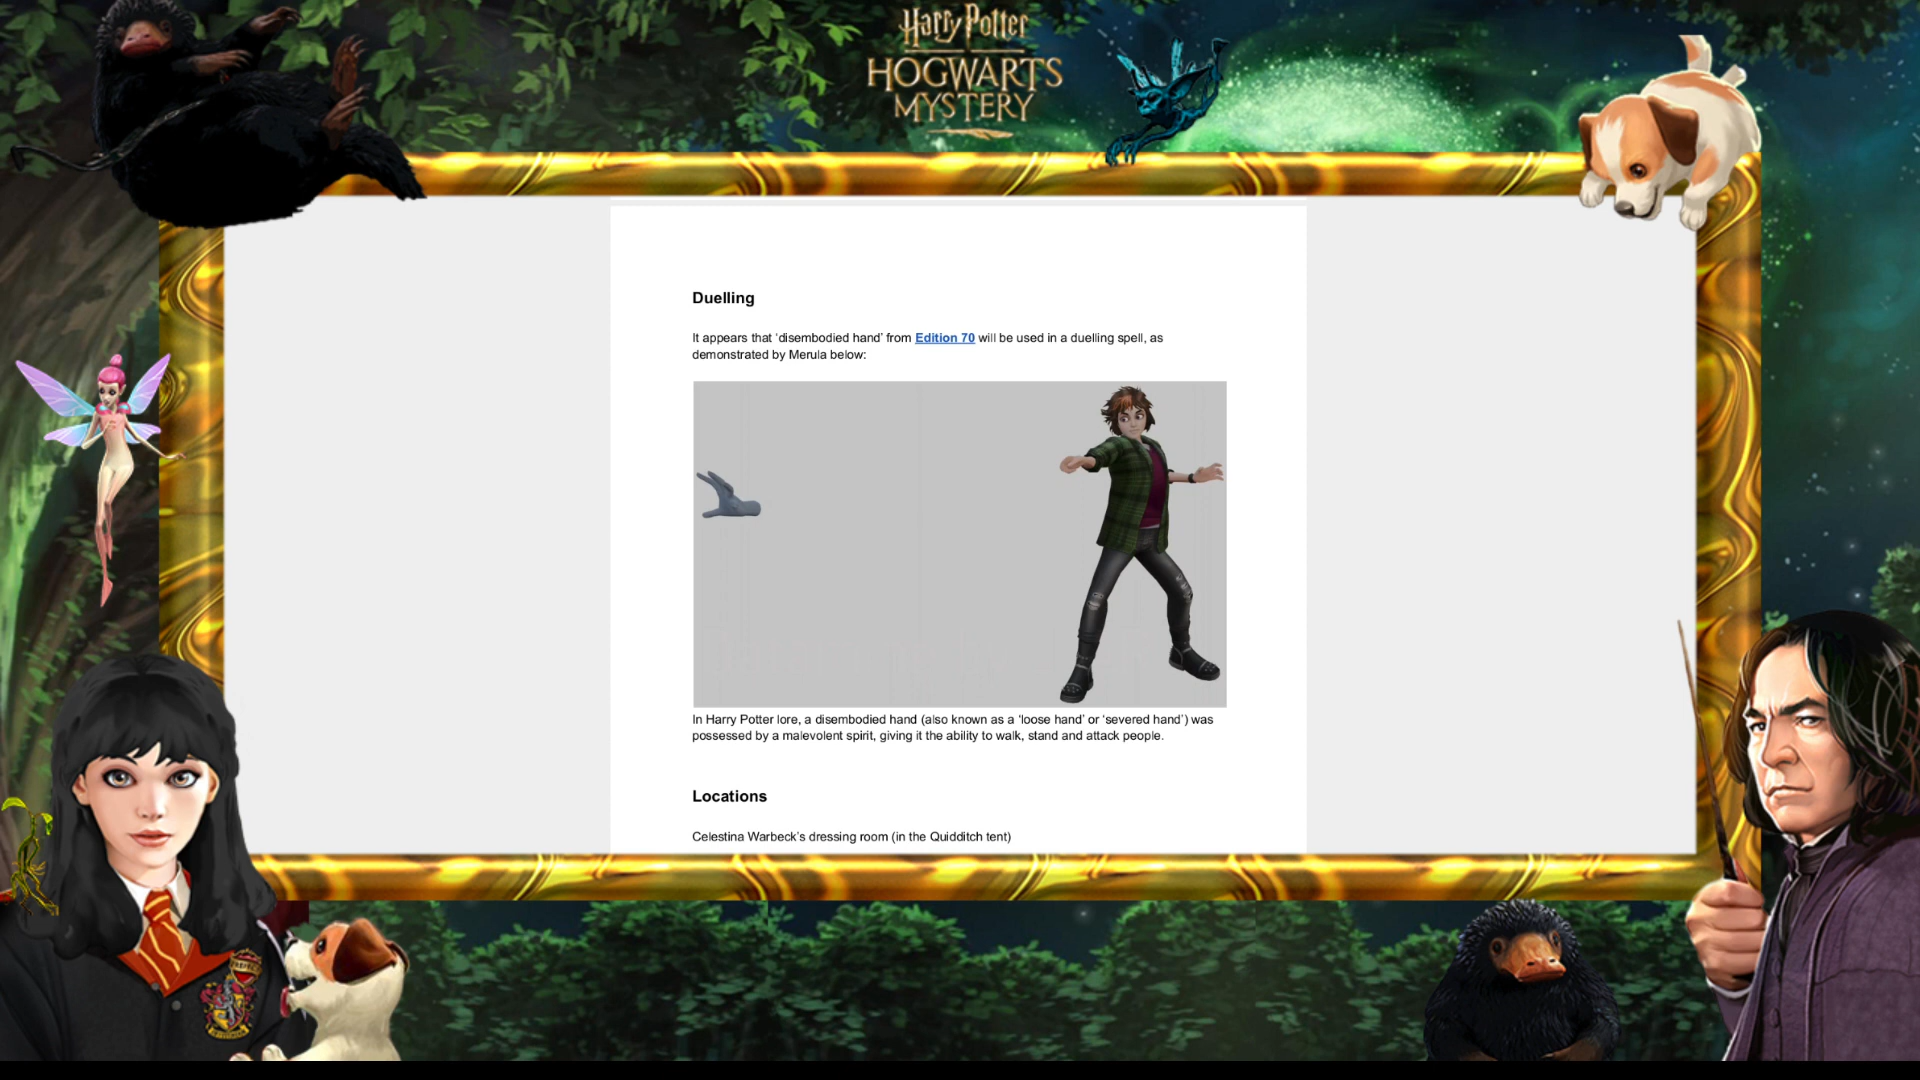 Harry Potter
HOGWARTS
MYSTERY
Duelling
It appears that ‘disembodied hand’ from Edition 70 will be used in a duelling spell, as
demonstrated by Merula below:
In Harry Potter lore, a disembodied hand (also known as a ‘loose hand’ or ‘severed hand’) was
possessed by a malevolent spirit, giving it the ability to walk, stand and attack people.
Locations
Celestina Warbeck’s dressing room (in the Quidditch tent)
PREFECT